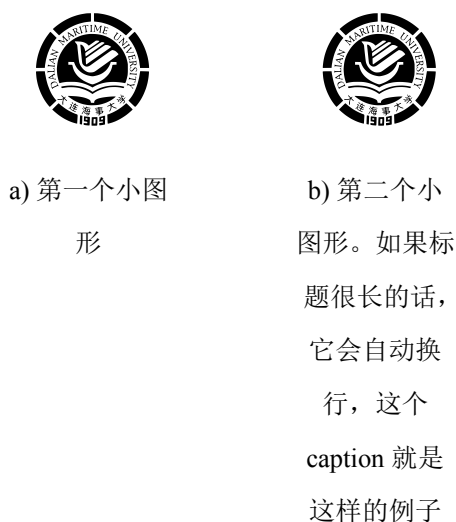 DALIAN MARITIME UNIVERSITY
大连海事大学
1909
DALIAN MARITIME UNIVERSITY
大连海事大学
1909
a) 第一个小图
形
b) 第二个小
图形。如果标
题很长的话，
它会自动换
行，这个
caption 就是
这样的例子